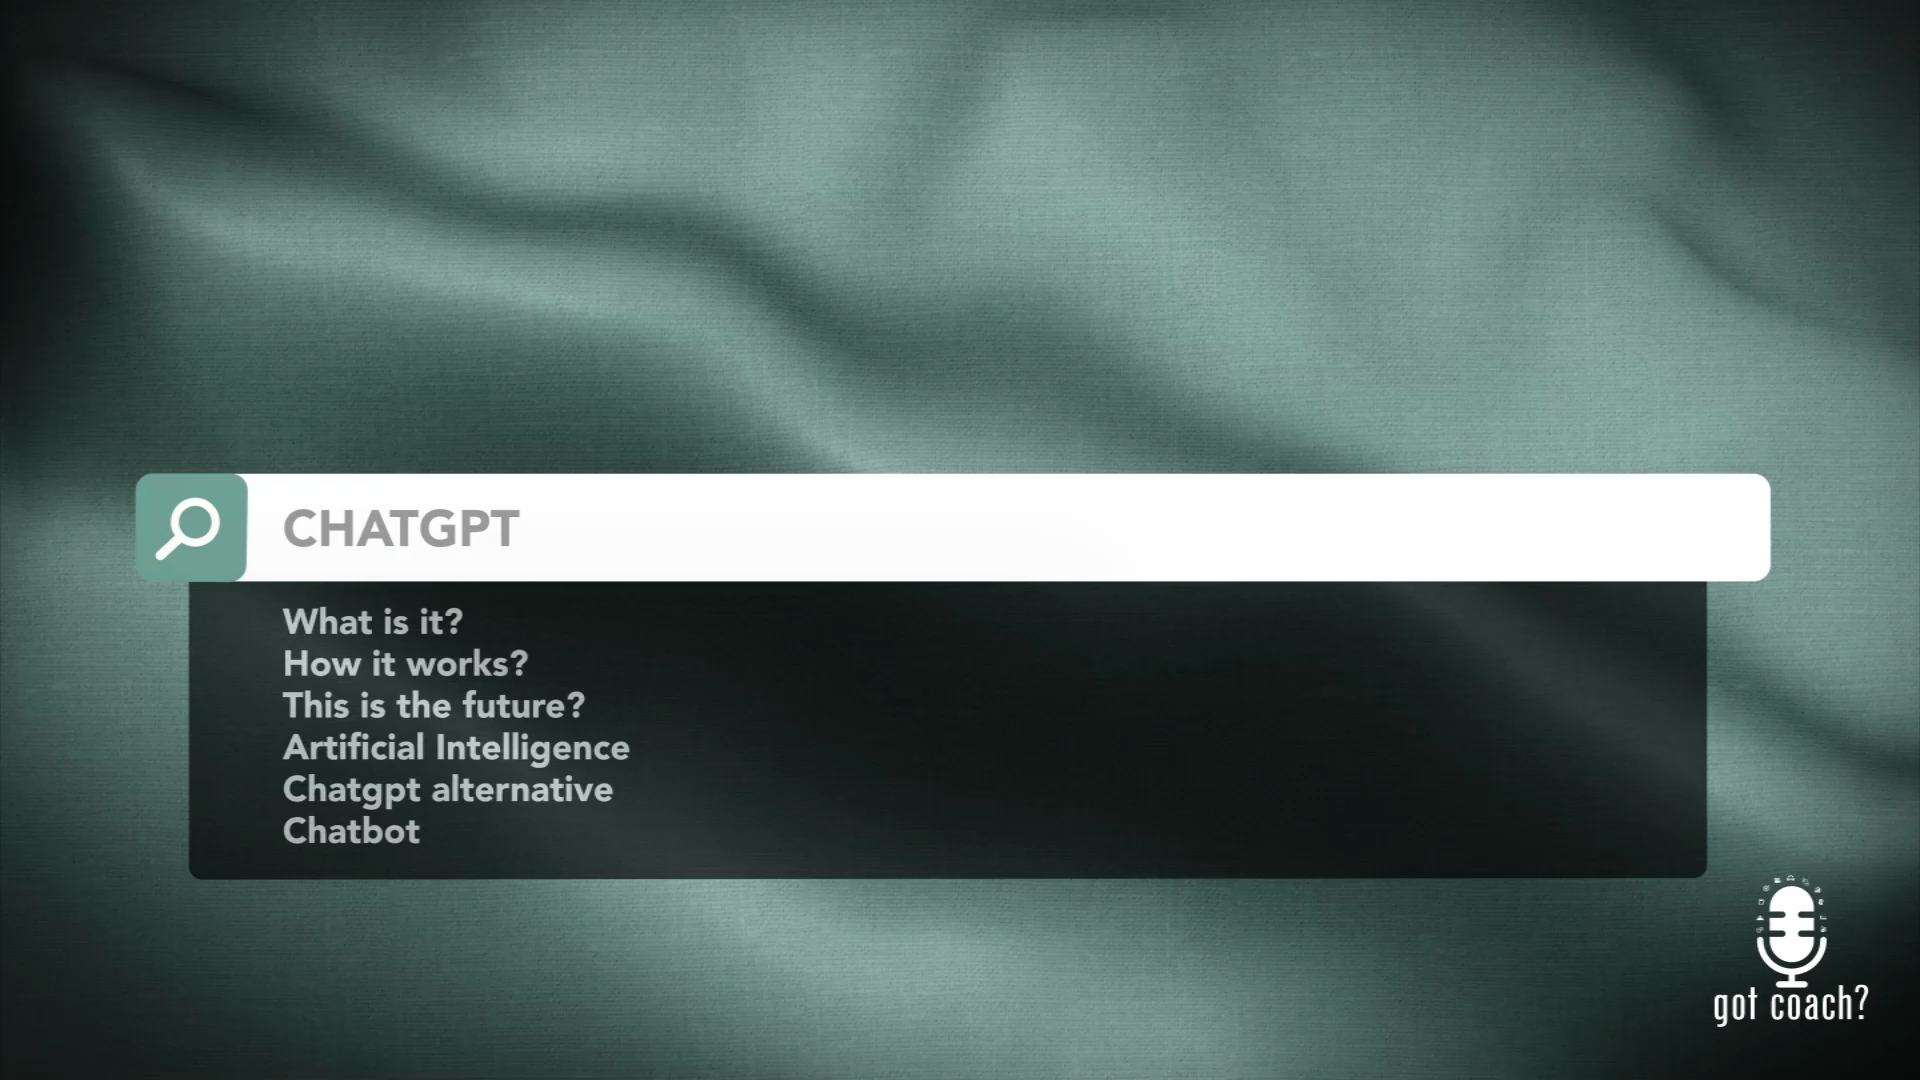 CHATGPT
What is it?
How it works?
This is the future?
Artificial Intelligence
Chatgpt alternative
Chatbot
got coach?